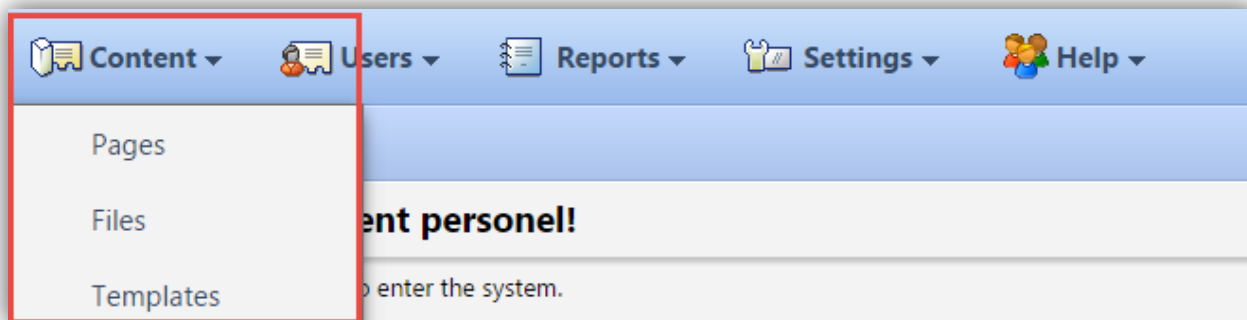 Content Users Reports Settings Help
Pages
Files
ent personel!
Templates
enter the system.